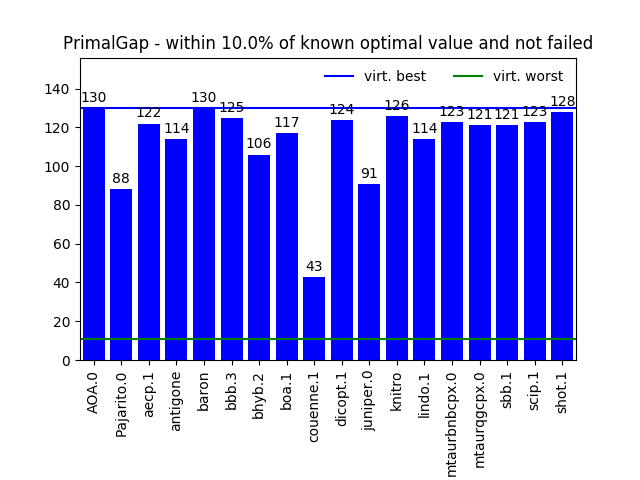 PrimalGap - within 10.0% of known optimal value and not failed
virt. best virt. worst
130 88 122 114 130 125 106 117 43 124 91 126 114 123 121 121 123 128
140
120
100
80
60
40
20
0
AOA.0
Pajarito.0
aecp.1
antigone
baron
bbb.3
bhyb.2
boa.1
couenne.1
dicopt.1
juniper.0
knitro
lindo.1
mtaurbnbcpx.0
mtaurqgcpx.0
sbb.1
scip.1
shot.1